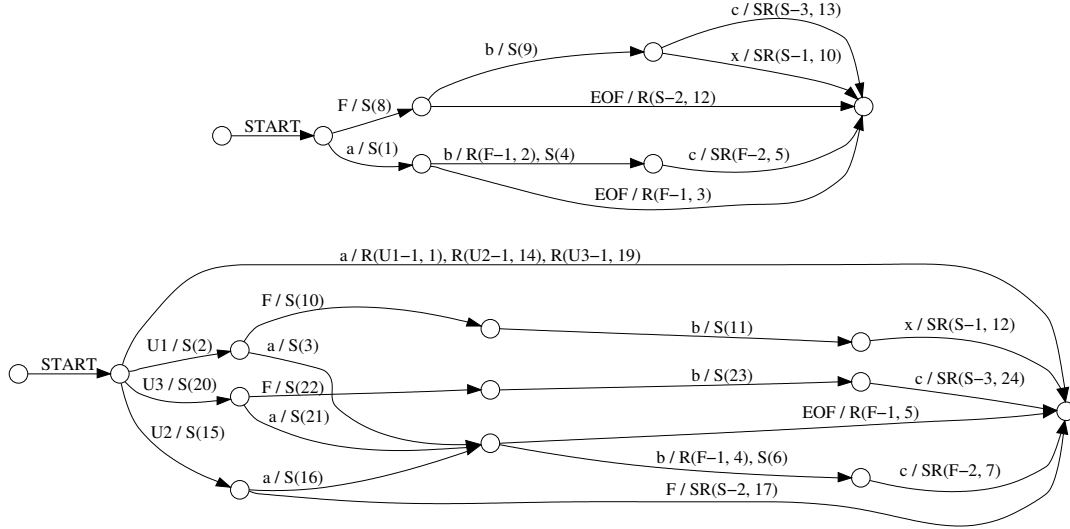 c / SR(S−3, 13)
b / S(9)
x / SR(S−1, 10)
F / S(8)
EOF / R(S−2, 12)
START
a / S(1)
b / R(F−1, 2), S(4)
c / SR(F−2, 5)
EOF / R(F−1, 3)
a / R(U1−1, 1), R(U2−1, 14), R(U3−1, 19)
F / S(10)
b / S(11)
x / SR(S−1, 12)
U1 / S(2)
a / S(3)
START
U3 / S(20)
F / S(22)
b / S(23)
c / SR(S−3, 24)
a / S(21)
EOF / R(F−1, 5)
U2 / S(15)
b / R(F−1, 4), S(6)
c / SR(F−2, 7)
a / S(16)
F / SR(S−2, 17)